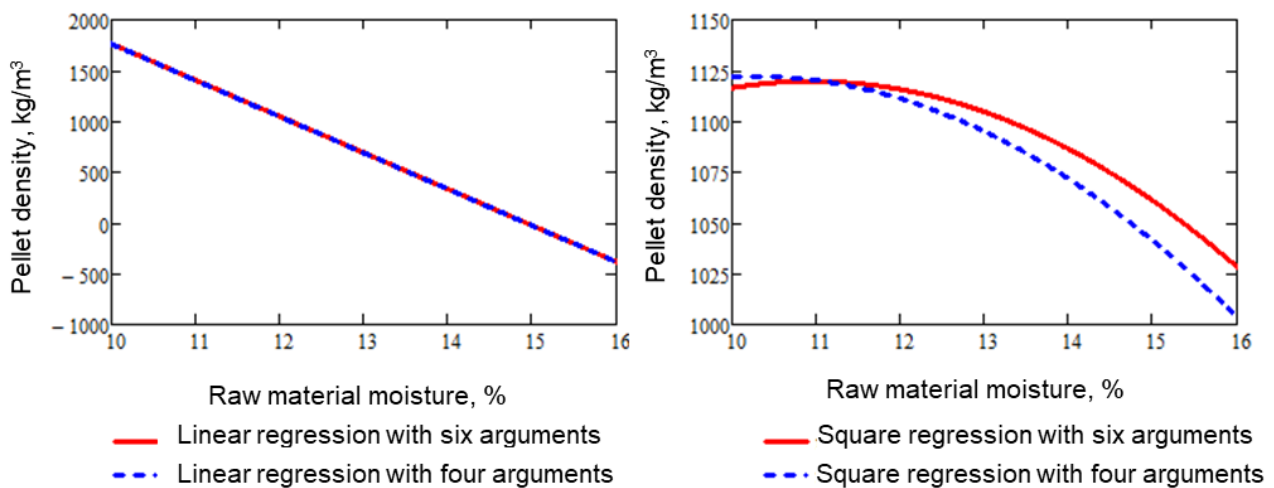 Pellet density, kg/m³
2000
1500
1000
500
0
−500
−1000
10 11 12 13 14 15 16
Raw material moisture, %
Linear regression with six arguments
Linear regression with four arguments
Pellet density, kg/m³
1150
1125
1100
1075
1050
1025
1000
10 11 12 13 14 15 16
Raw material moisture, %
Square regression with six arguments
Square regression with four arguments